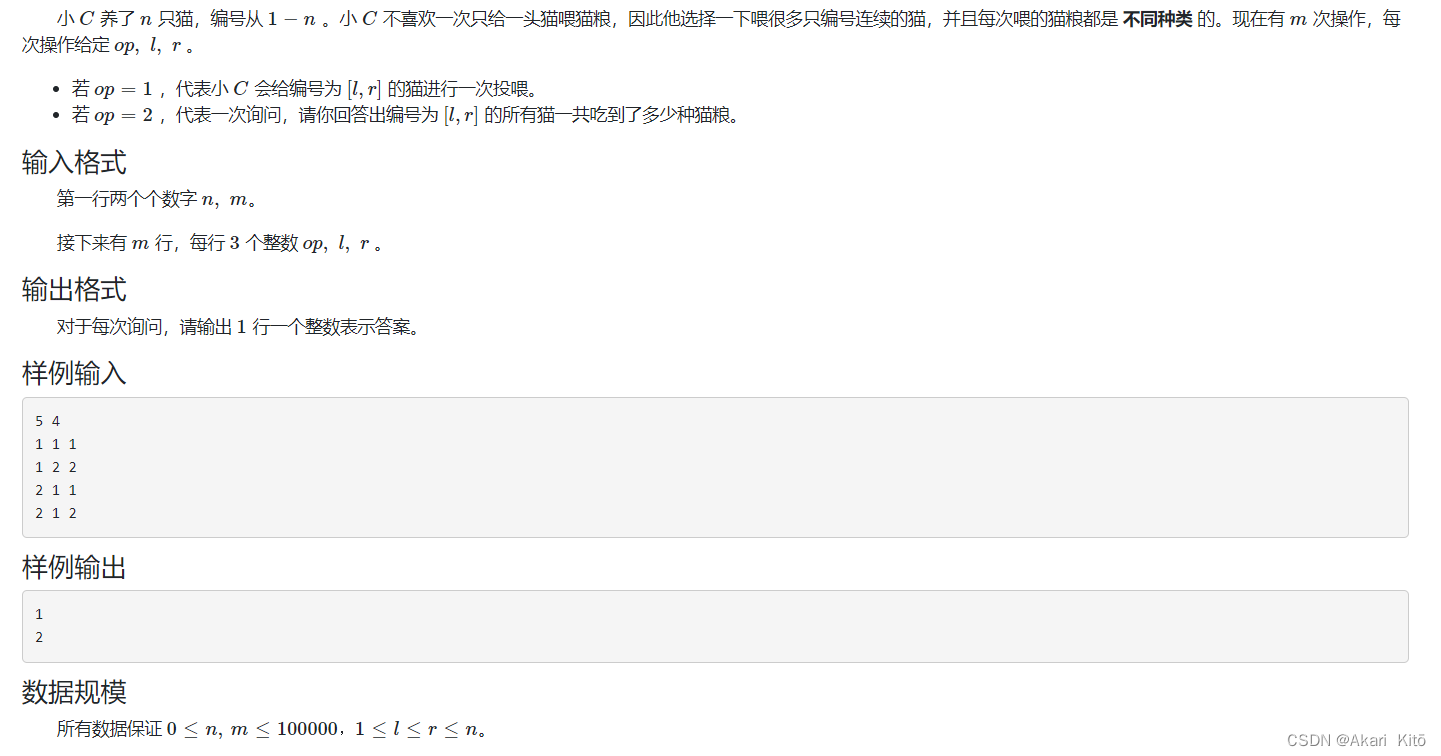 小 C 养了 n 只猫，编号从 1 − n 。小 C 不喜欢一次只给一头猫喂猫粮，因此他选择一下喂很多只编号连续的猫，并且每次喂的猫粮都是 不同种类 的。现在有 m 次操作，每
次操作给定 op, l, r 。
若 op = 1 ，代表小 C 会给编号为 [l, r] 的猫进行一次投喂。
若 op = 2 ，代表一次询问，请你回答出编号为 [l, r] 的所有猫一共吃到了多少种猫粮。
输入格式
第一行两个个数字 n, m。
接下来有 m 行，每行 3 个整数 op, l, r 。
输出格式
对于每次询问，请输出 1 行一个整数表示答案。
样例输入
5 4
1 1 1
1 2 2
2 1 1
2 1 2
样例输出
1
2
数据规模
所有数据保证 0 ≤ n, m ≤ 100000，1 ≤ l ≤ r ≤ n。
CSDN @Akari_Kitō